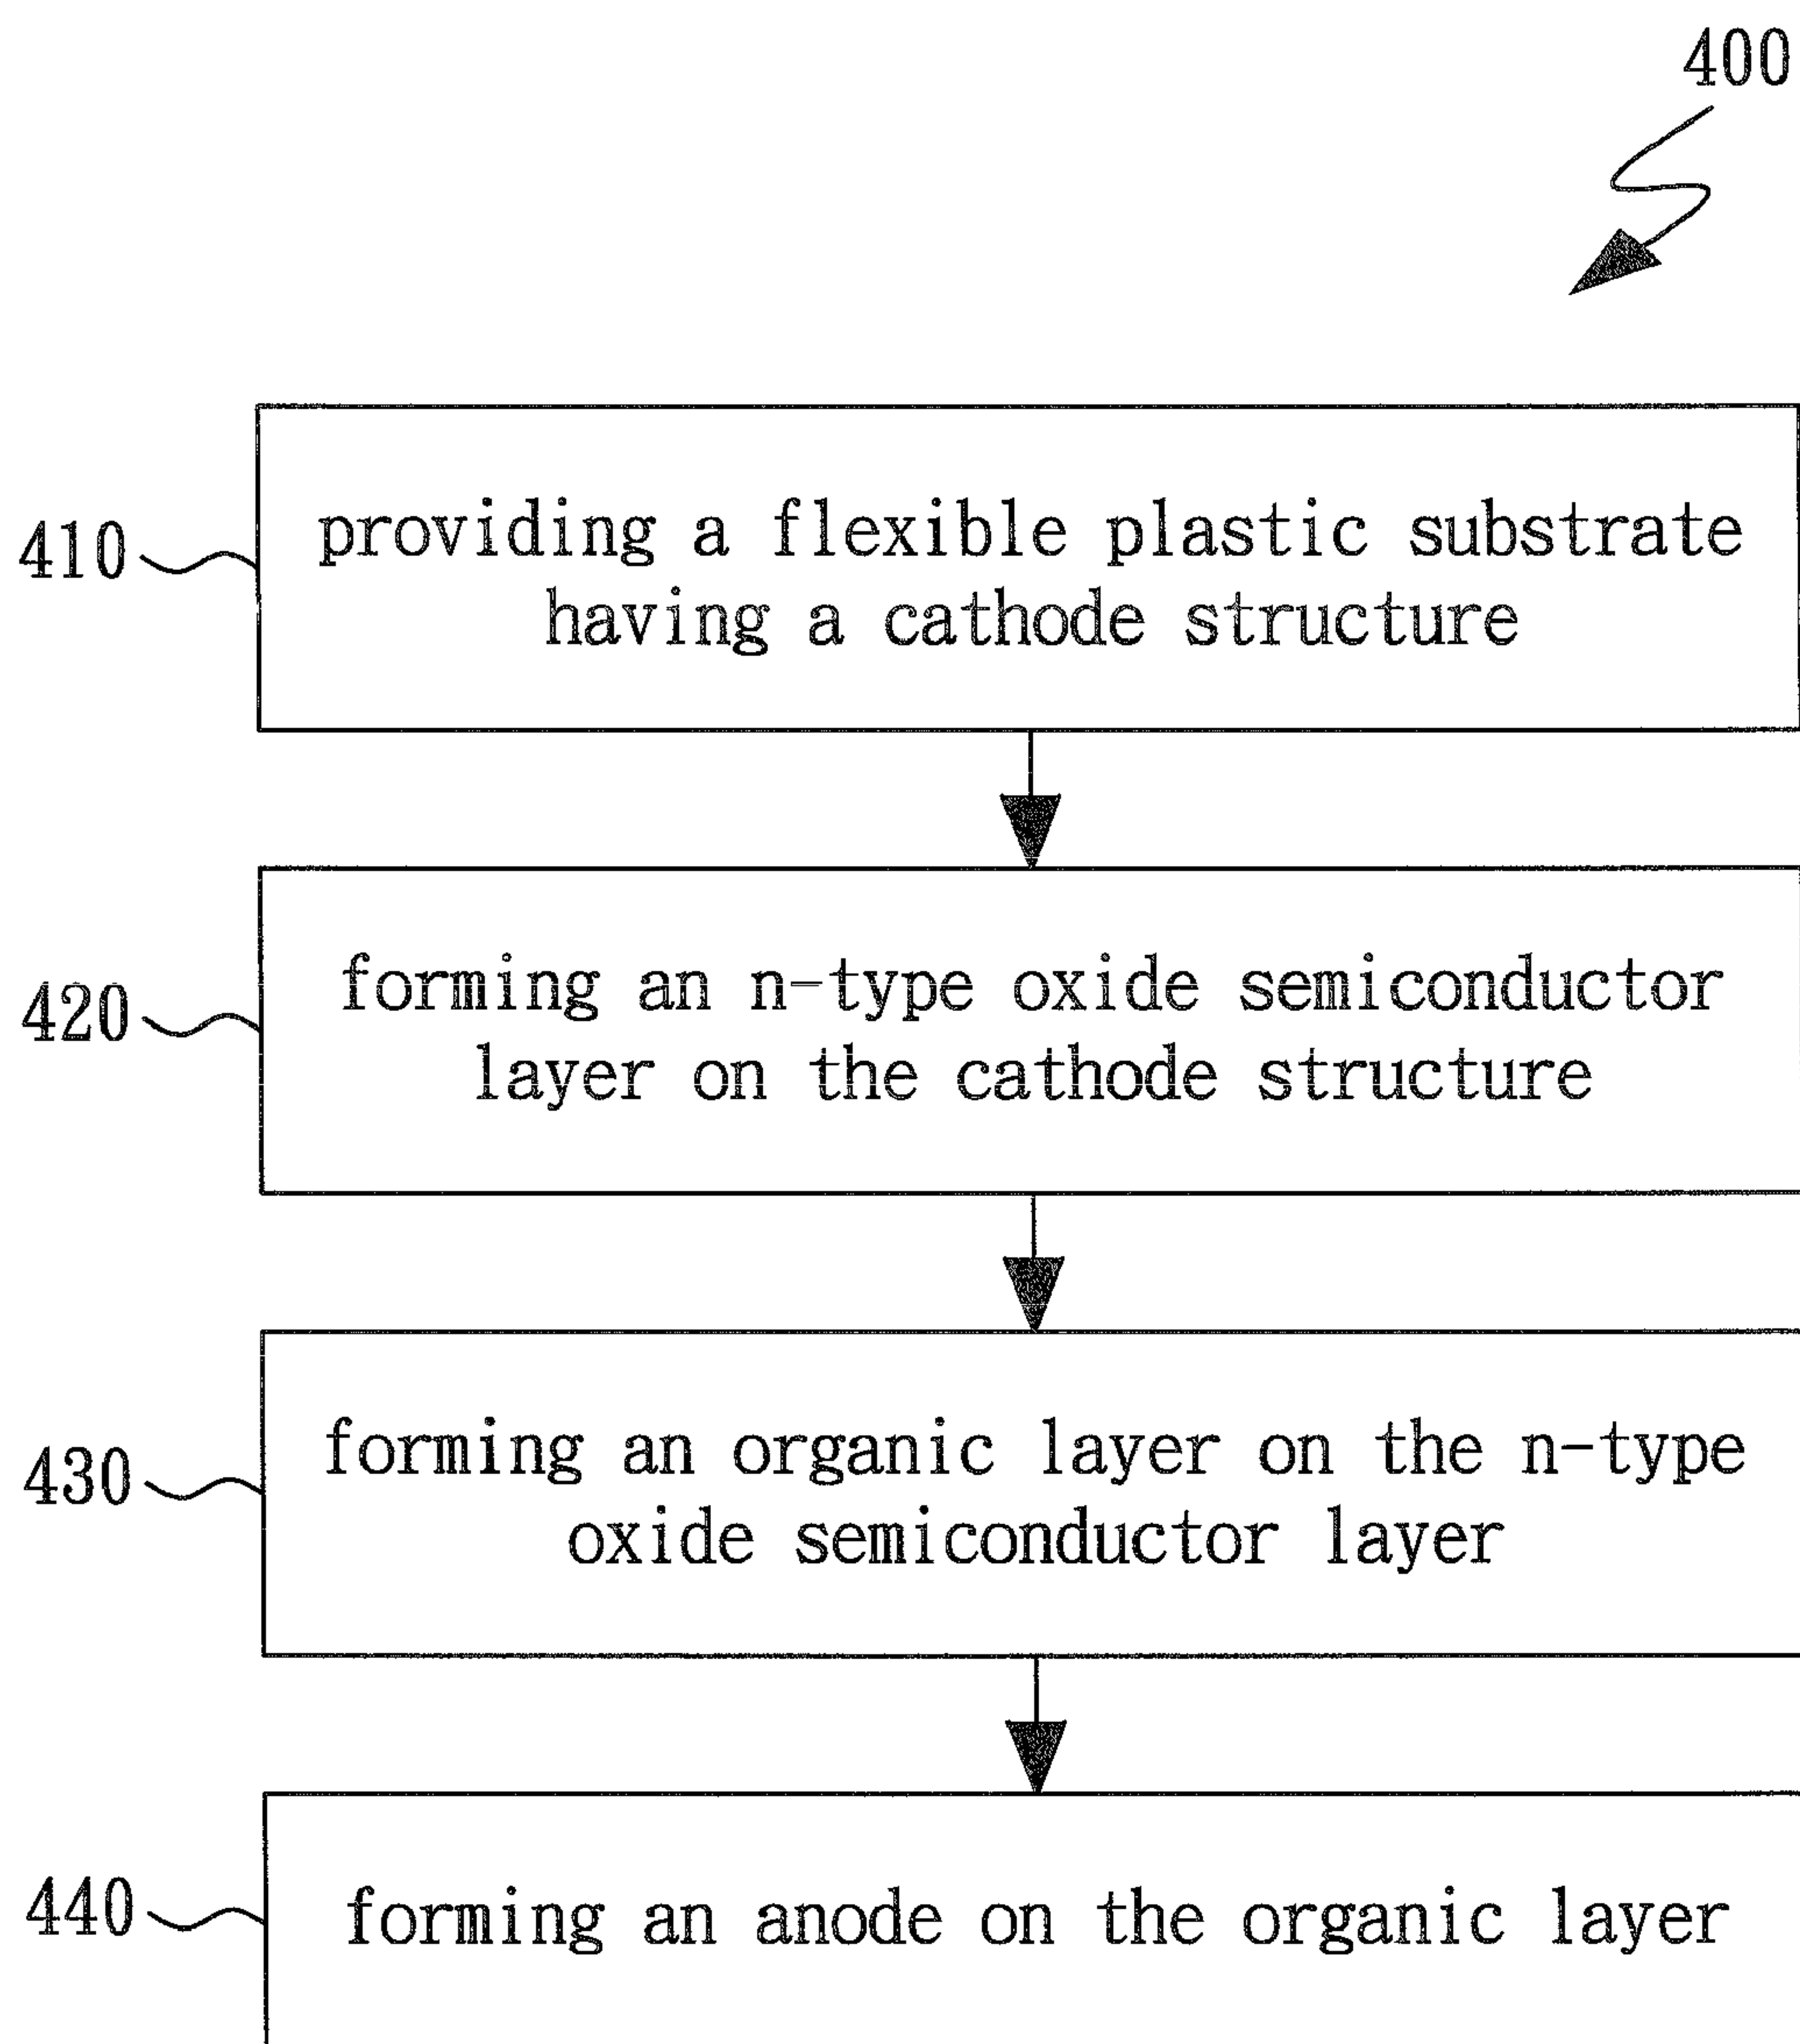 400
410
providing a flexible plastic substrate
having a cathode structure
420
forming an n-type oxide semiconductor
layer on the cathode structure
430
forming an organic layer on the n-type
oxide semiconductor layer
440
forming an anode on the organic layer